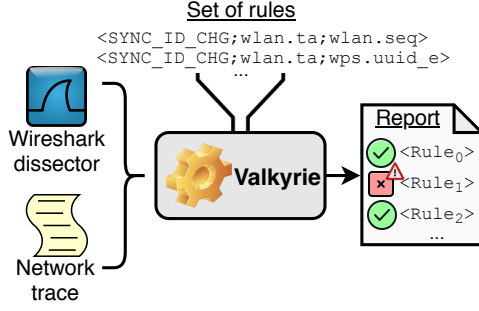 Set of rules
<SYNC_ID_CHG;wlan.ta;wlan.seq>
<SYNC_ID_CHG;wlan.ta;wps.uuid_e>
...
Wireshark
dissector
Network
trace
Valkyrie
Report
<Rule0>
<Rule1>
<Rule2>
...